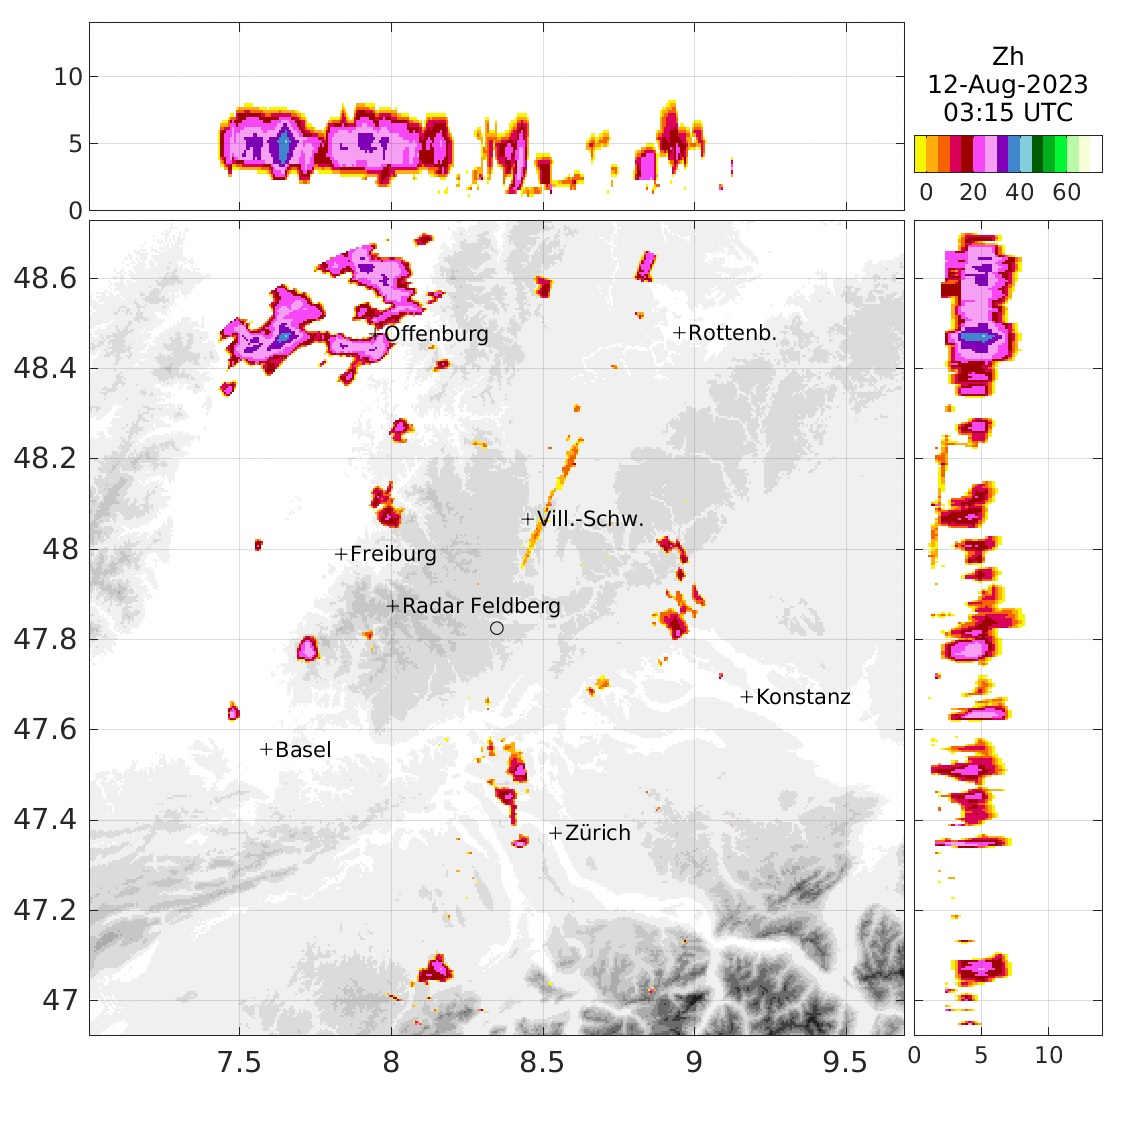 Zh
12-Aug-2023
03:15 UTC
10
5
0
0 20 40 60
48.6
48.4
48.2
48
47.8
47.6
47.4
47.2
47
Offenburg
Rottenb.
Vill.-Schw.
Freiburg
Radar Feldberg
Konstanz
Basel
Zürich
7.5 8 8.5 9 9.5
0 5 10